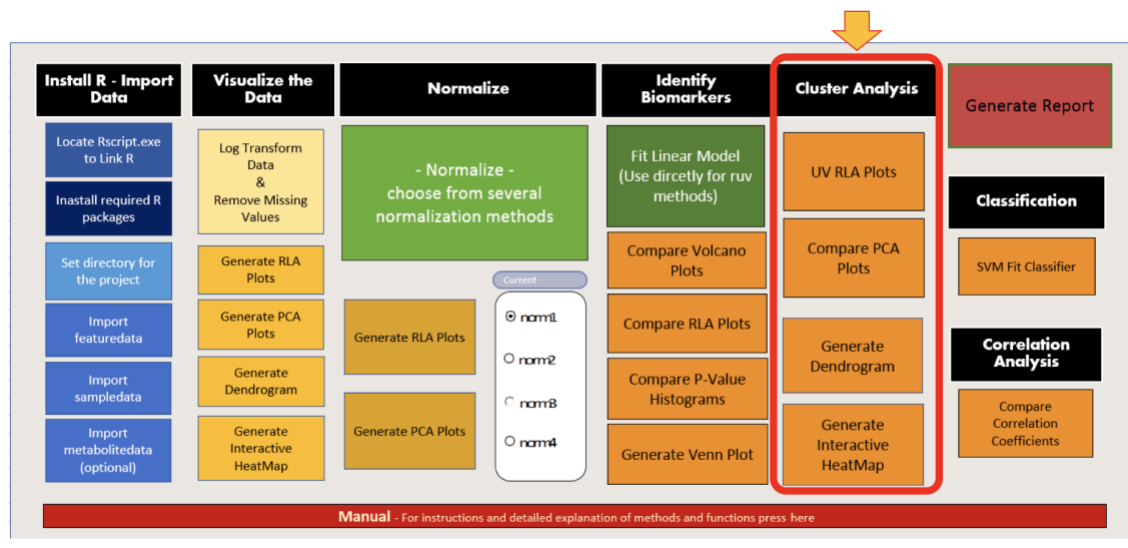 Install R - Import
Data
Locate Rscript.exe
to Link R
Inastall required R
packages
Set directory for
the project
Import
featuredata
Import
sampledata
Import
metabolitedata
(optional)
Visualize the
Data
Log Transform
Data
&
Remove Missing
Values
Generate RLA
Plots
Generate PCA
Plots
Generate
Dendrogram
Generate
Interactive
HeatMap
Normalize
- Normalize -
choose from several
normalization methods
Generate RLA Plots
Generate PCA Plots
Current
norm1
norm2
norm3
norm4
Identify
Biomarkers
Fit Linear Model
(Use dircetly for ruv
methods)
Compare Volcano
Plots
Compare RLA Plots
Compare P-Value
Histograms
Generate Venn Plot
Cluster Analysis
UV RLA Plots
Compare PCA
Plots
Generate
Dendrogram
Generate
Interactive
HeatMap
Generate Report
Classification
SVM Fit Classifier
Correlation
Analysis
Compare
Correlation
Coefficients
Manual - For instructions and detailed explanation of methods and functions press here